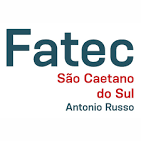 Fatec
São Caetano
do Sul
Antonio Russo